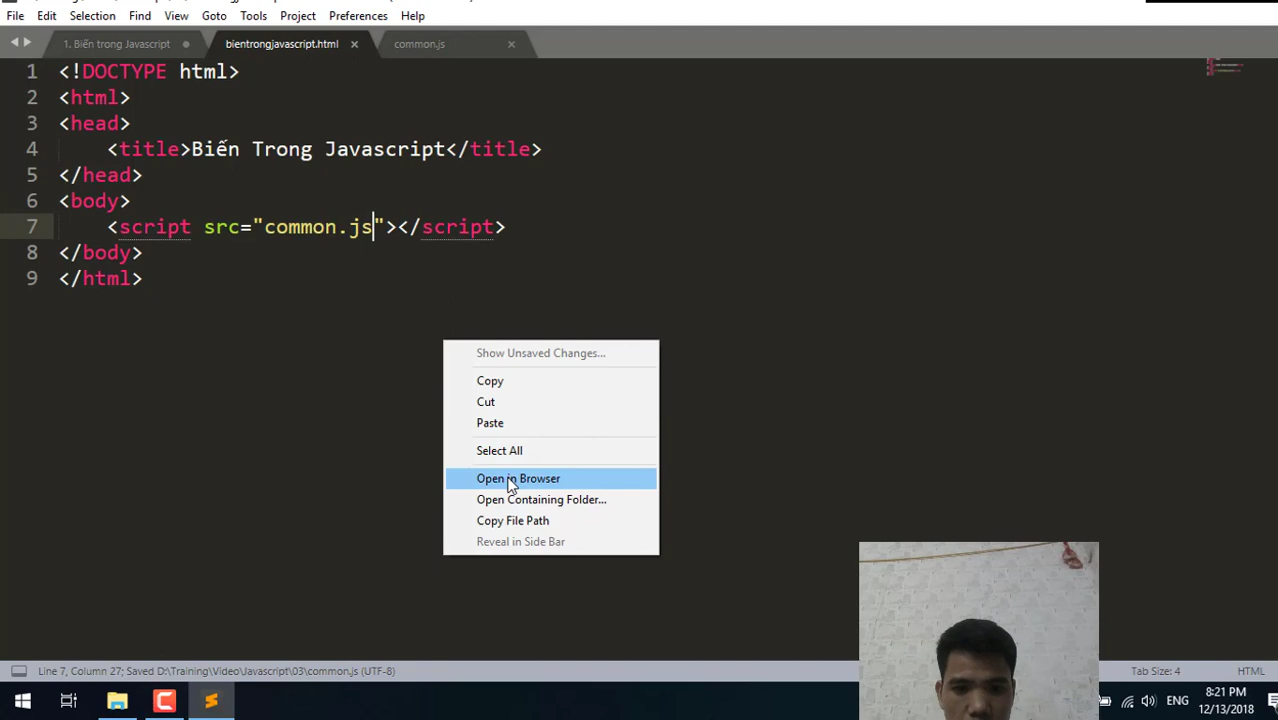 File Edit Selection Find View Goto Tools Project Preferences Help
1. Biến trong Javascript bientrongjavascript.html common.js
1 <!DOCTYPE html>
2 <html>
3 <head>
4 <title>Biến Trong Javascript</title>
5 </head>
6 <body>
7 <script src="common.js"></script>
8 </body>
9 </html>
Show Unsaved Changes...
Copy
Cut
Paste
Select All
Open in Browser
Open Containing Folder...
Copy File Path
Reveal in Side Bar
Line 7, Column 27; Saved D:\Training\Video\Javascript\03\common.js (UTF-8) Tab Size: 4 HTML
ENG 8:21 PM
12/13/2018